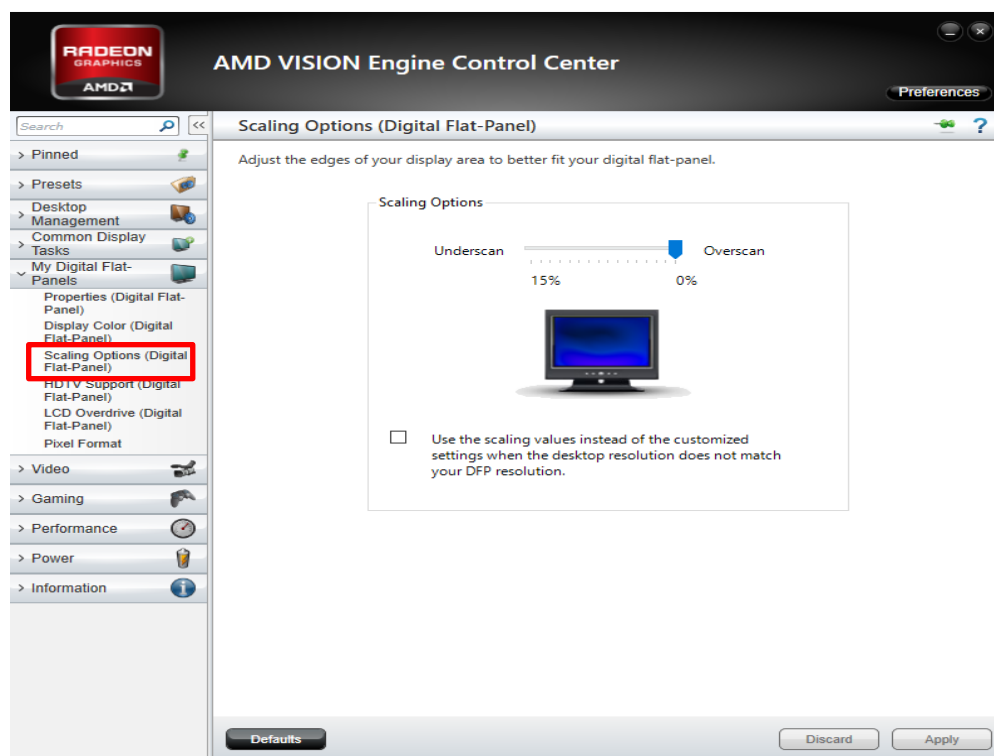 RADEON
GRAPHICS
AMD
AMD VISION Engine Control Center
Preferences
Search
<<
Scaling Options (Digital Flat-Panel)
?
> Pinned
> Presets
> Desktop
Management
> Common Display
Tasks
My Digital Flat-
Panels
Properties (Digital Flat-
Panel)
Display Color (Digital
Flat-Panel)
Scaling Options (Digital
Flat-Panel)
HDTV Support (Digital
Flat-Panel)
LCD Overdrive (Digital
Flat-Panel)
Pixel Format
> Video
> Gaming
> Performance
> Power
> Information
Adjust the edges of your display area to better fit your digital flat-panel.
Scaling Options
Underscan
Overscan
15%
0%
Use the scaling values instead of the customized
settings when the desktop resolution does not match
your DFP resolution.
Defaults
Discard
Apply